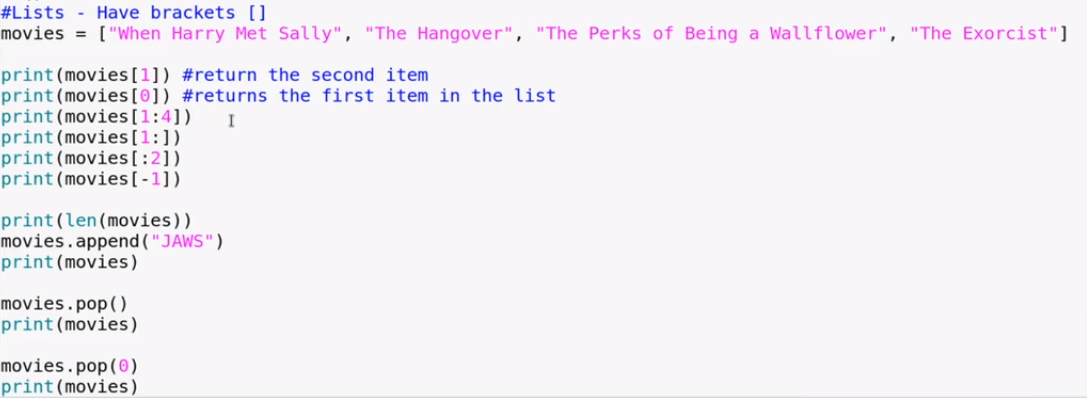 #Lists - Have brackets []
movies = ["When Harry Met Sally", "The Hangover", "The Perks of Being a Wallflower", "The Exorcist"]
print(movies[1]) #return the second item
print(movies[0]) #returns the first item in the list
print(movies[1:4])
print(movies[1:])
print(movies[:2])
print(movies[-1])
print(len(movies))
movies.append("JAWS")
print(movies)
movies.pop()
print(movies)
movies.pop(0)
print(movies)